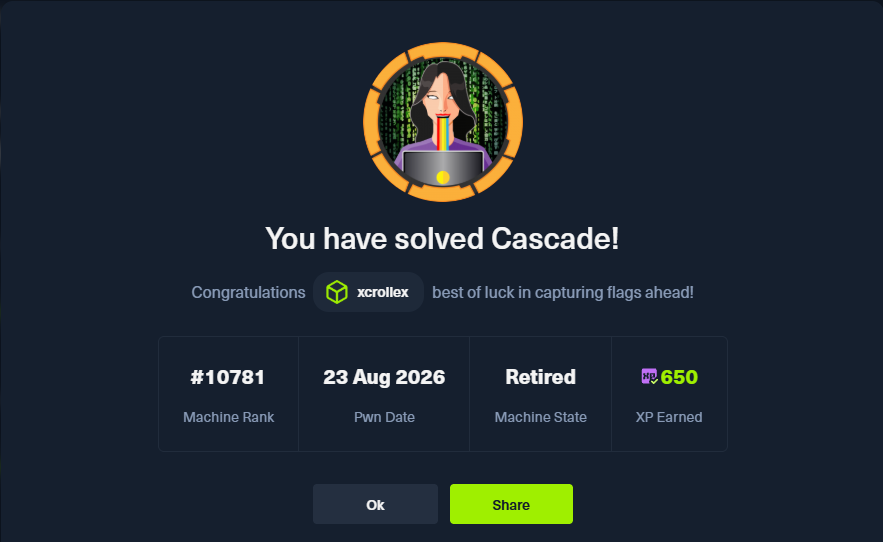 You have solved Cascade!
Congratulations xcrollex best of luck in capturing flags ahead!
#10781 23 Aug 2026 Retired XP 650
Machine Rank Pwn Date Machine State XP Earned
Ok Share